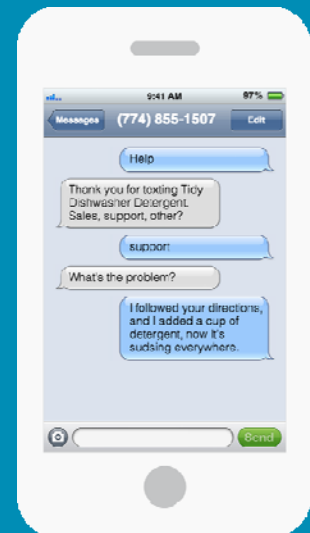 9:41 AM
97%
Messages
(774) 855-1507
Edit
Help
Thank you for texting Tidy
Dishwasher Detergent.
Sales, support, other?
support
What's the problem?
I followed your directions,
and I added a cup of
detergent, now it's
sudsing everywhere.
Send